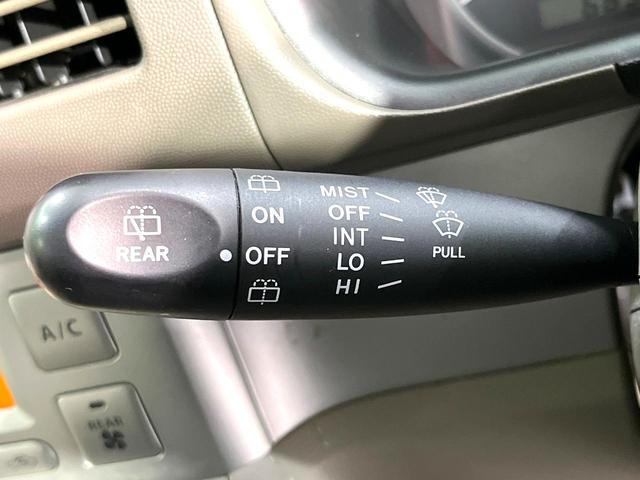 REAR
ON
OFF
MIST
OFF
INT
LO
HI
PULL
A/C
REAR